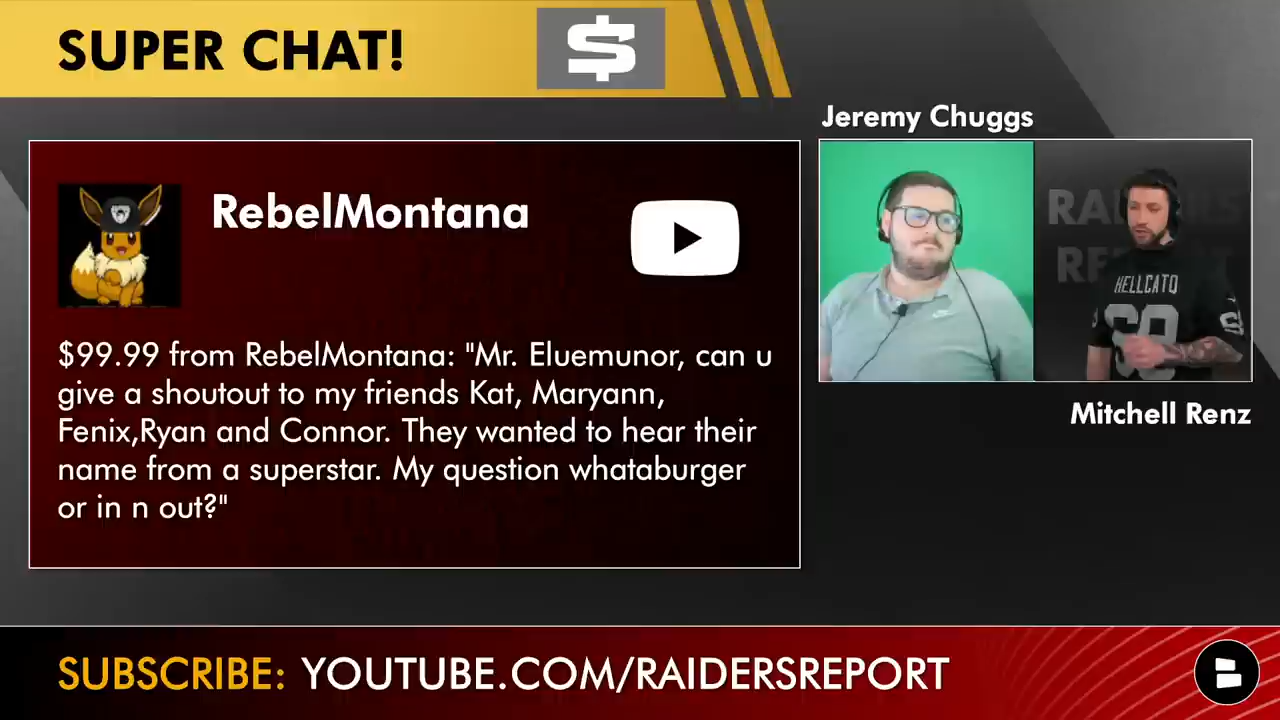 SUPER CHAT!
Jeremy Chuggs
RebelMontana
$99.99 from RebelMontana: "Mr. Eluemunor, can u
give a shoutout to my friends Kat, Maryann,
Fenix,Ryan and Connor. They wanted to hear their
name from a superstar. My question whataburger
or in n out?"
HELLCATQ
Mitchell Renz
SUBSCRIBE: YOUTUBE.COM/RAIDERSREPORT